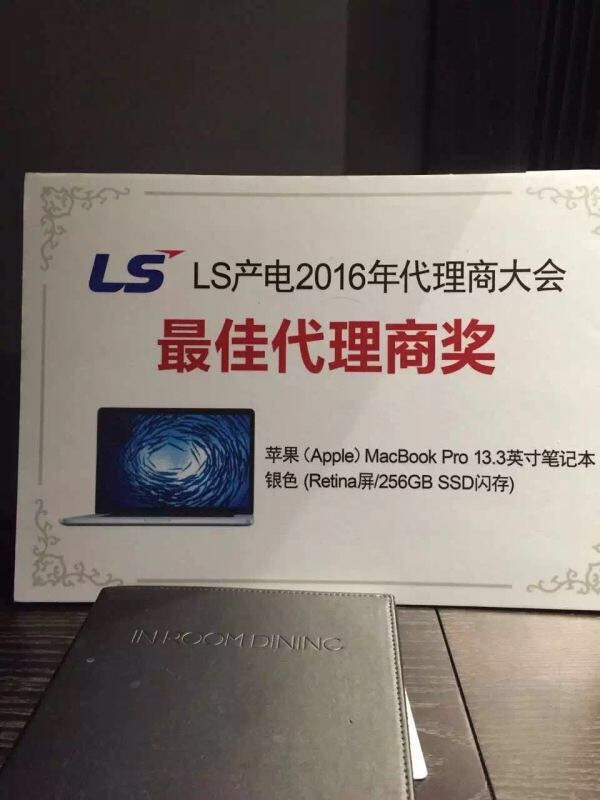 LS LS产电2016年代理商大会
最佳代理商奖
苹果（Apple）MacBook Pro 13.3英寸笔记本
银色 (Retina屏/256GB SSD闪存)
IN ROOM DINING